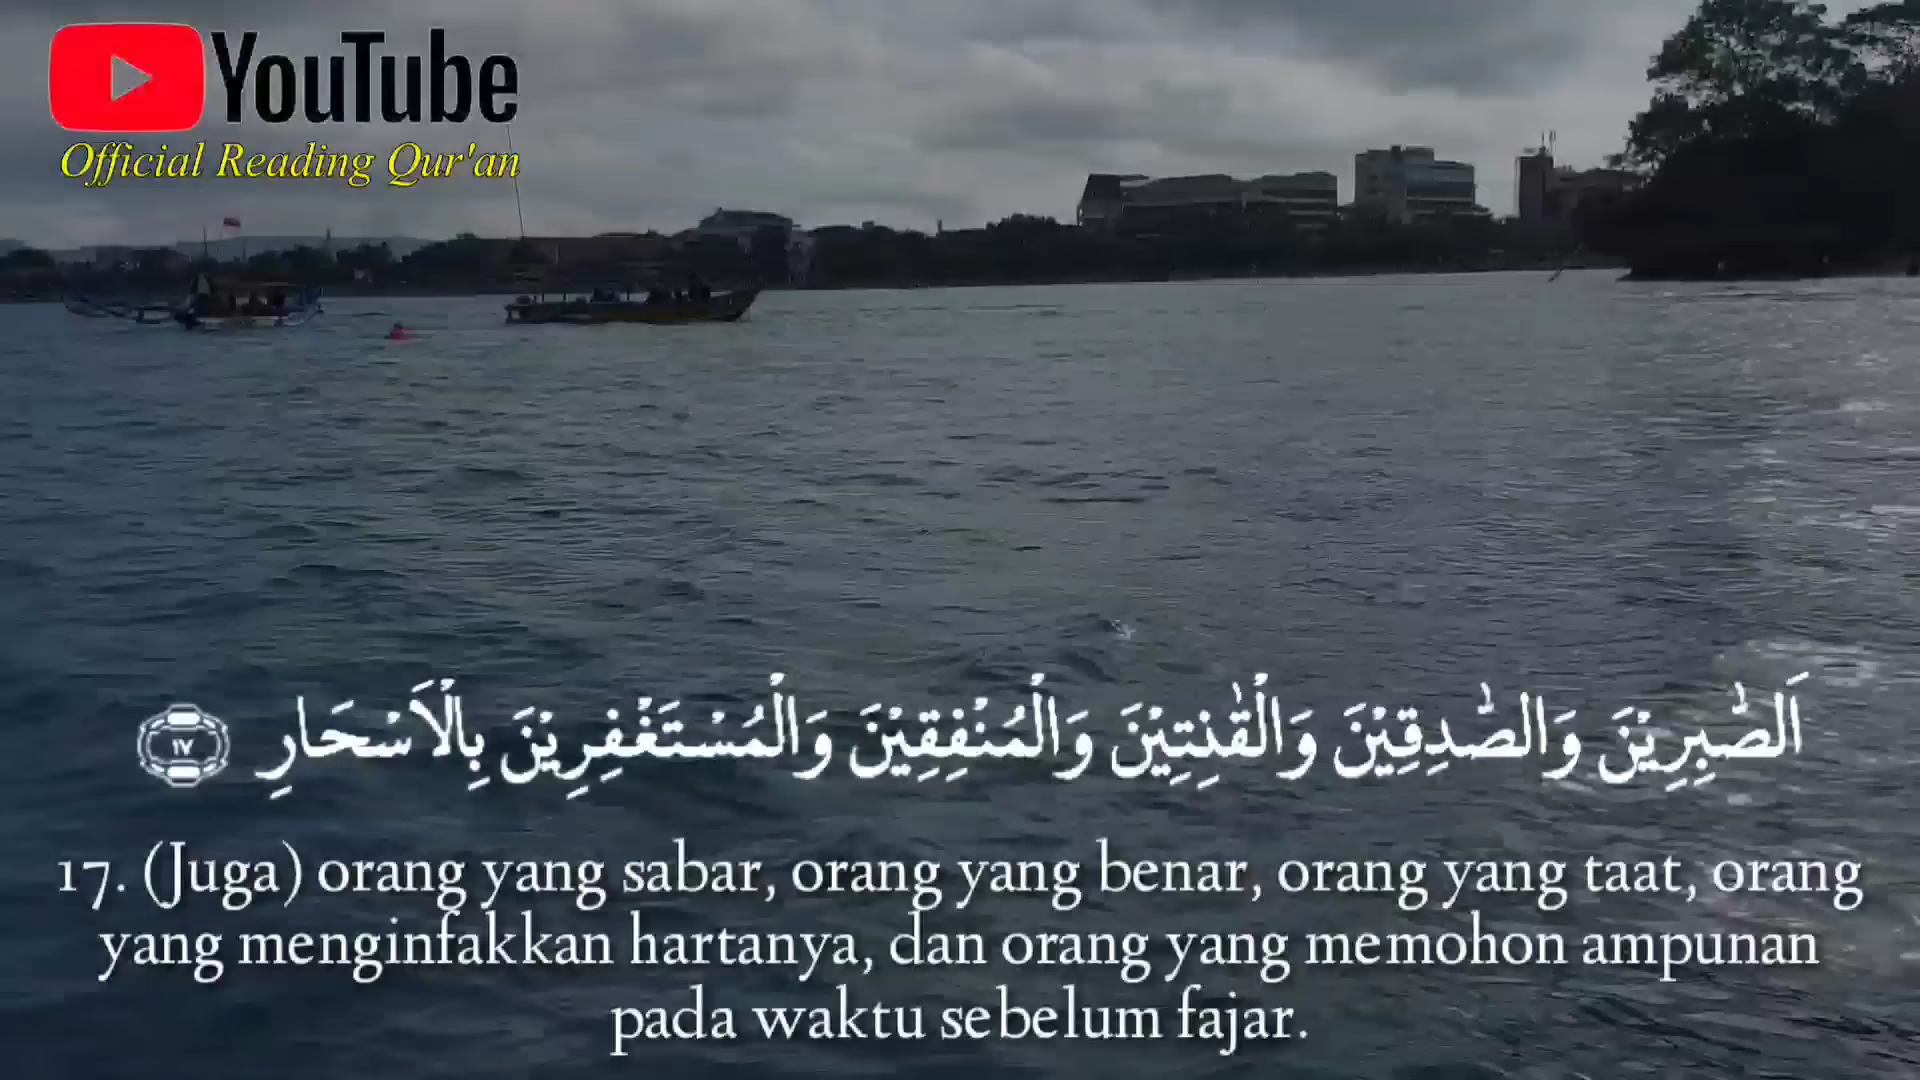 YouTube
Official Reading Qur'an
اَلصّٰبِرِيْنَ وَالصّٰدِقِيْنَ وَالْقٰنِتِيْنَ وَالْمُنْفِقِيْنَ وَالْمُسْتَغْفِرِيْنَ بِالْاَسْحَارِ ١٧
17. (Juga) orang yang sabar, orang yang benar, orang yang taat, orang
yang menginfakkan hartanya, dan orang yang memohon ampunan
pada waktu sebelum fajar.